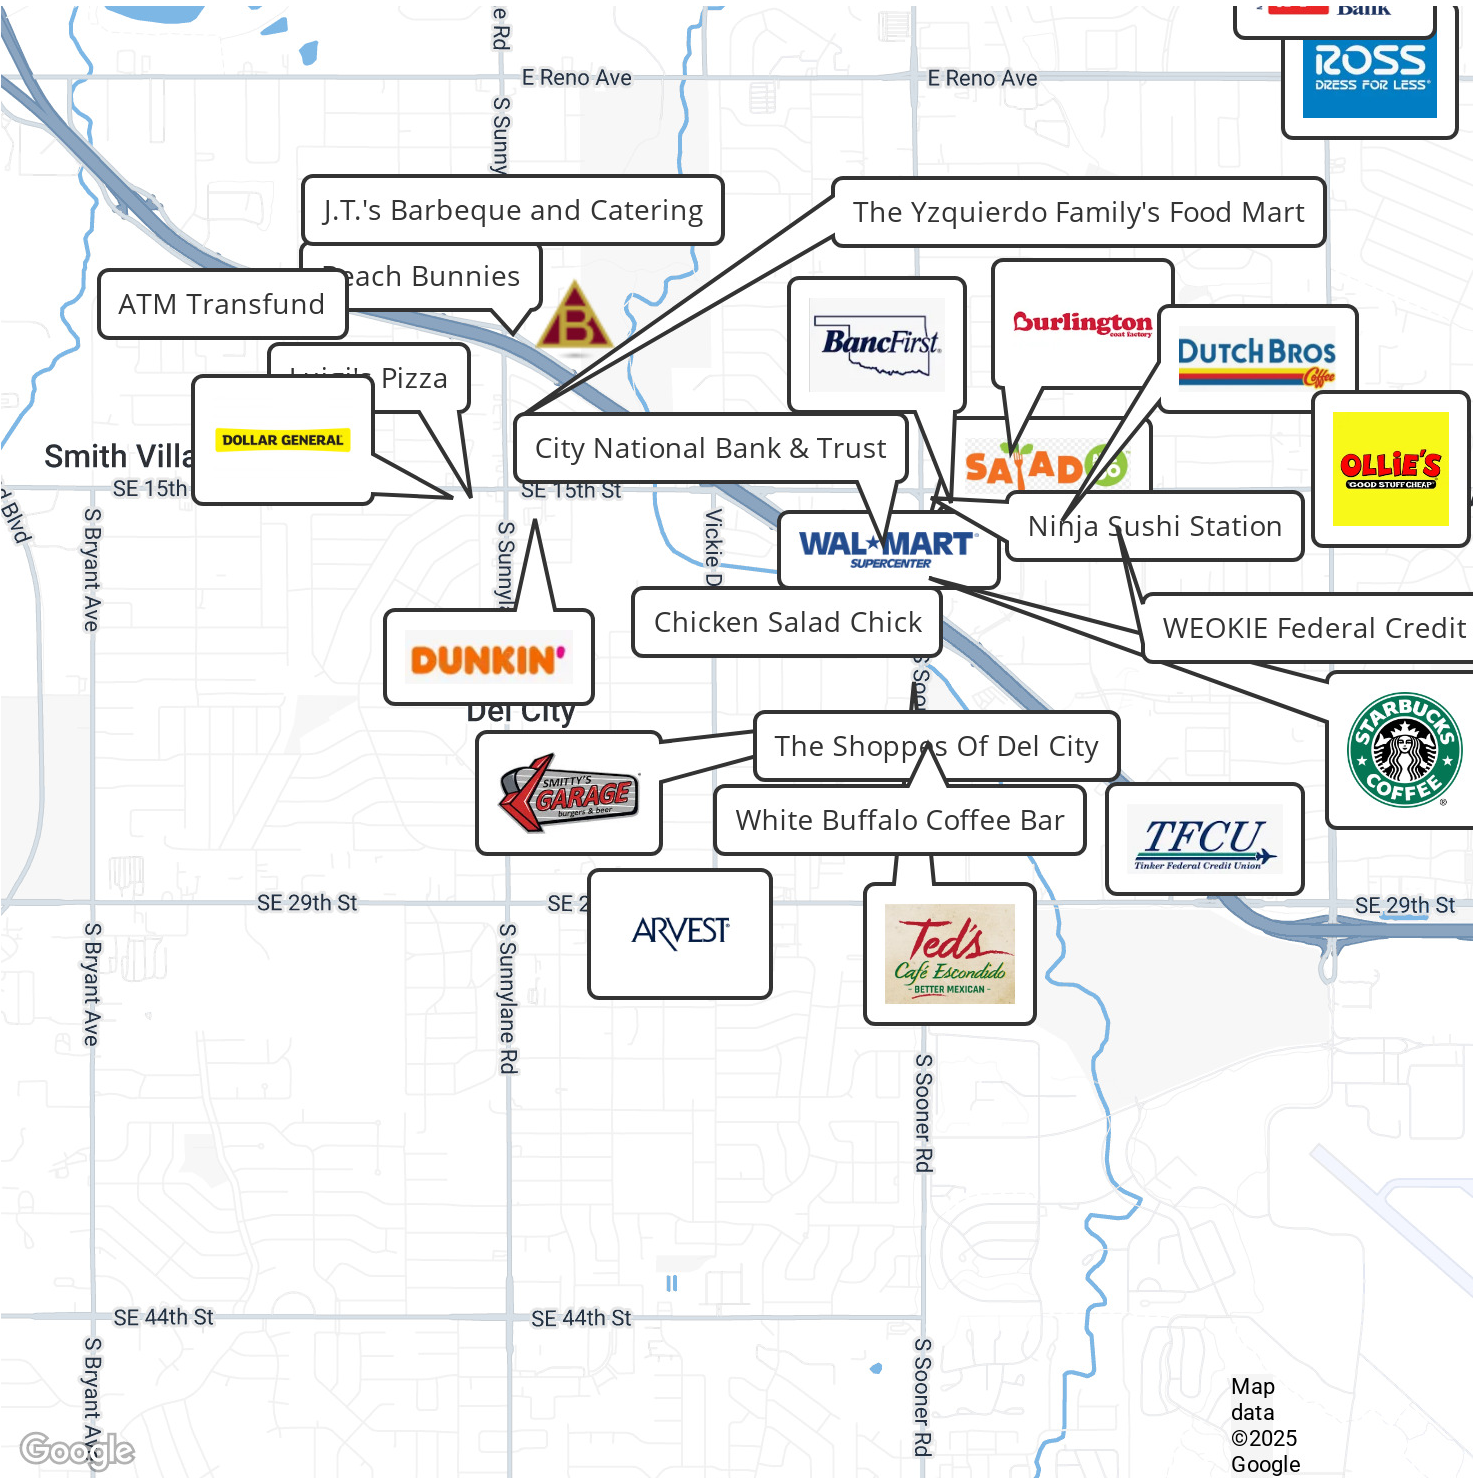 Bank
ROSS
DRESS FOR LESS
E Reno Ave
E Reno Ave
S Sunny
J.T.'s Barbeque and Catering
The Yzquierdo Family's Food Mart
each Bunnies
ATM Transfund
B
BancFirst
Burlington
coat factory
DUTCH BROS
Coffee
Pizza
DOLLAR GENERAL
City National Bank & Trust
SALAD
OLLIE'S
GOOD STUFF CHEAP
Smith Villa
SE 15th
SE 15th St
Blvd
S Bryant Ave
S Sunnyla
Vickie D
WAL★MART
SUPERCENTER
Ninja Sushi Station
Chicken Salad Chick
WEOKIE Federal Credit
DUNKIN'
Del City
S Soo
STARBUCKS
COFFEE
The Shoppes Of Del City
SMITTY'S
GARAGE
burgers & beer
White Buffalo Coffee Bar
TFCU
Tinker Federal Credit Union
SE 29th St
SE 2
SE 29th St
ARVEST
Ted's
Café Escondido
- BETTER MEXICAN -
S Bryant Ave
S Sunnylane Rd
S Sooner Rd
SE 44th St
SE 44th St
S Bryant Ave
S Sooner Rd
Map
data
©2025
Google
Google